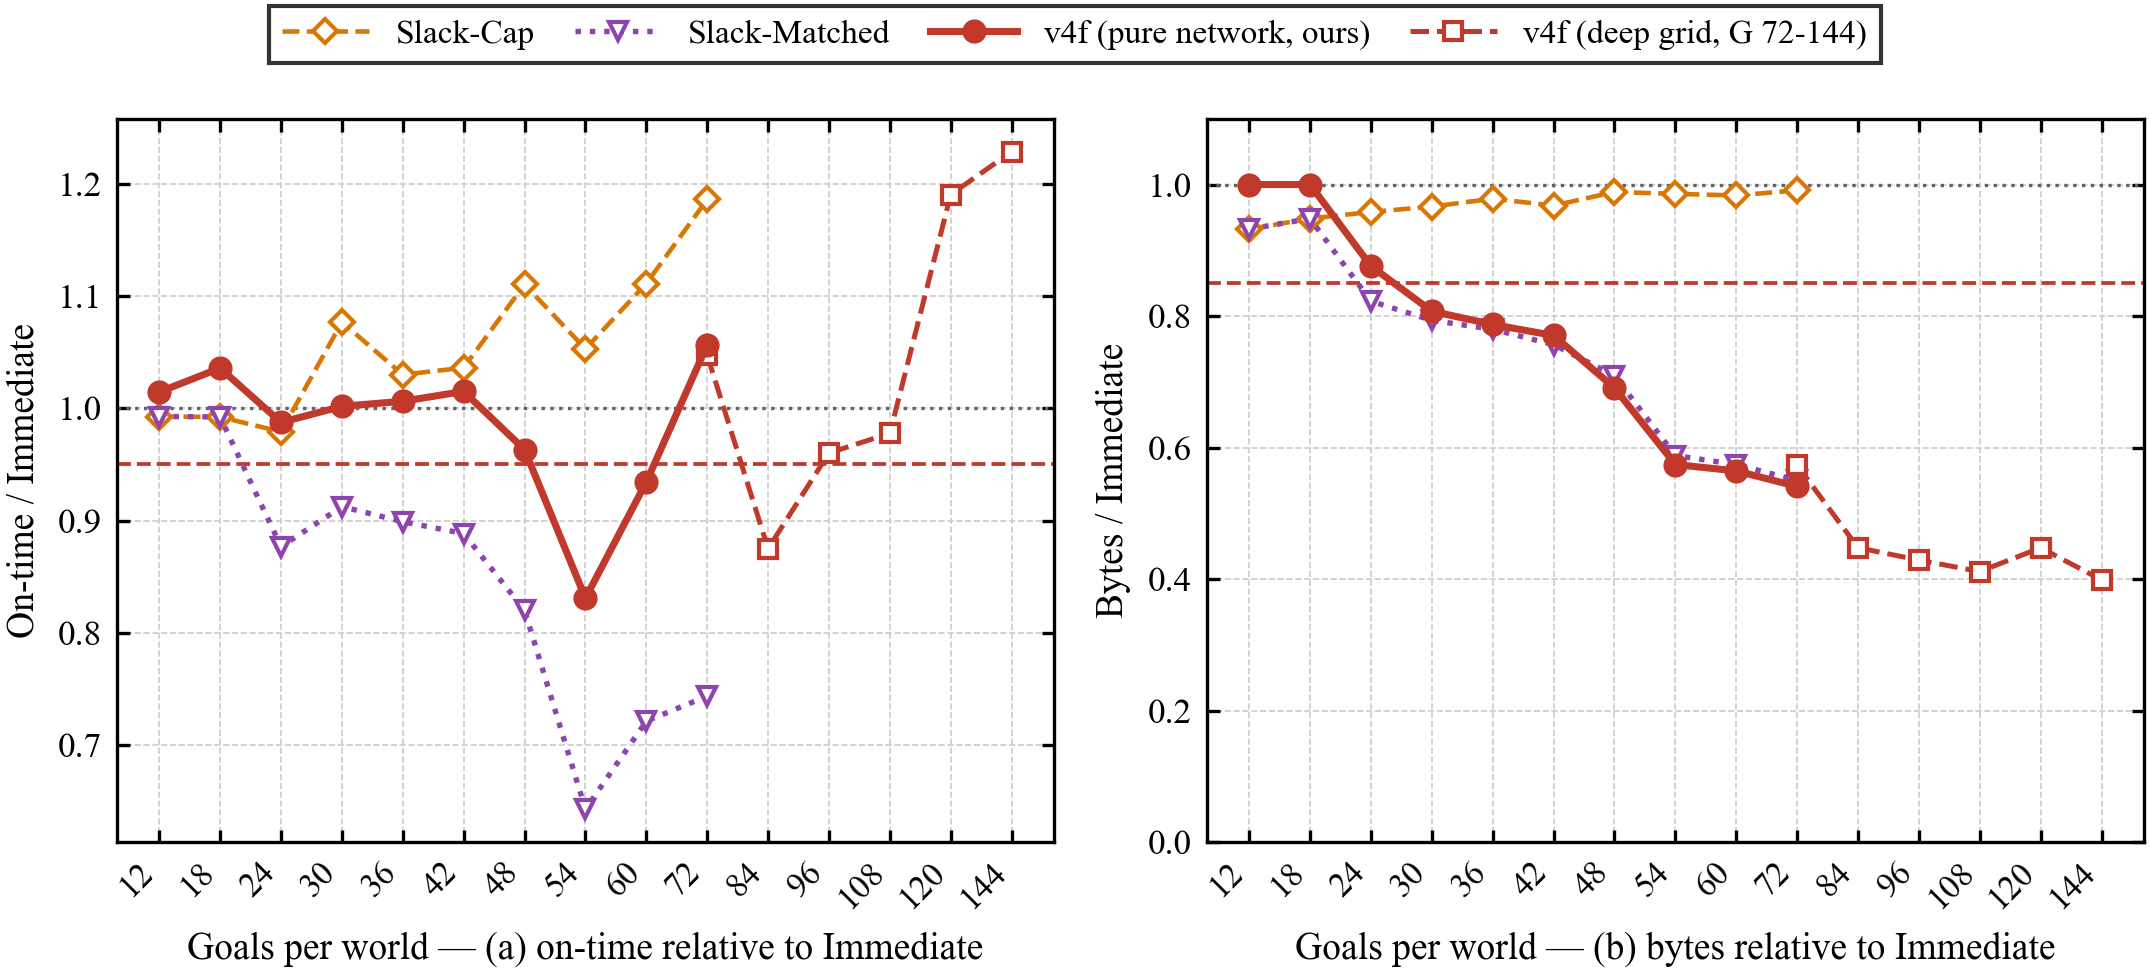 Slack-Cap Slack-Matched v4f (pure network, ours) v4f (deep grid, G 72-144)
On-time / Immediate
1.2
1.1
1.0
0.9
0.8
0.7
12 18 24 30 36 42 48 54 60 72 84 96 108 120 144
Goals per world — (a) on-time relative to Immediate
Bytes / Immediate
1.0
0.8
0.6
0.4
0.2
0.0
12 18 24 30 36 42 48 54 60 72 84 96 108 120 144
Goals per world — (b) bytes relative to Immediate